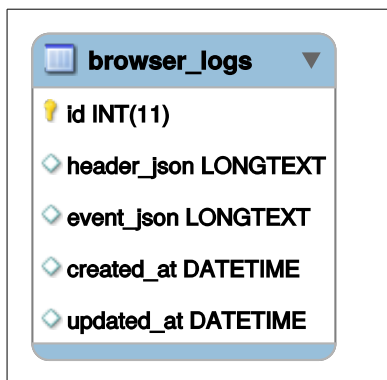 browser_logs
id INT(11)
header_json LONGTEXT
event_json LONGTEXT
created_at DATETIME
updated_at DATETIME